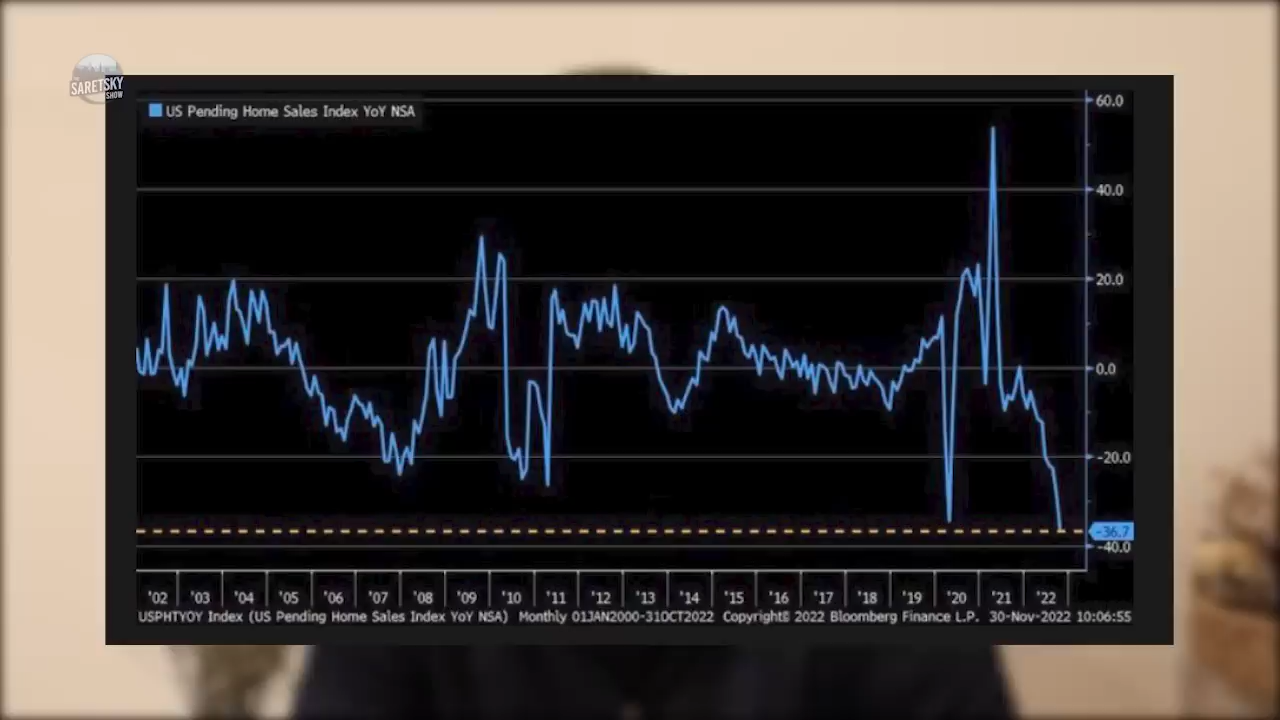 THE
SARETSKY
SHOW
US Pending Home Sales Index YoY NSA
60.0
40.0
20.0
0.0
-20.0
-36.7
-40.0
'02 '03 '04 '05 '06 '07 '08 '09 '10 '11 '12 '13 '14 '15 '16 '17 '18 '19 '20 '21 '22
USPHTYOY Index (US Pending Home Sales Index YoY NSA) Monthly 01JAN2000-31OCT2022 Copyright© 2022 Bloomberg Finance L.P. 30-Nov-2022 10:06:55